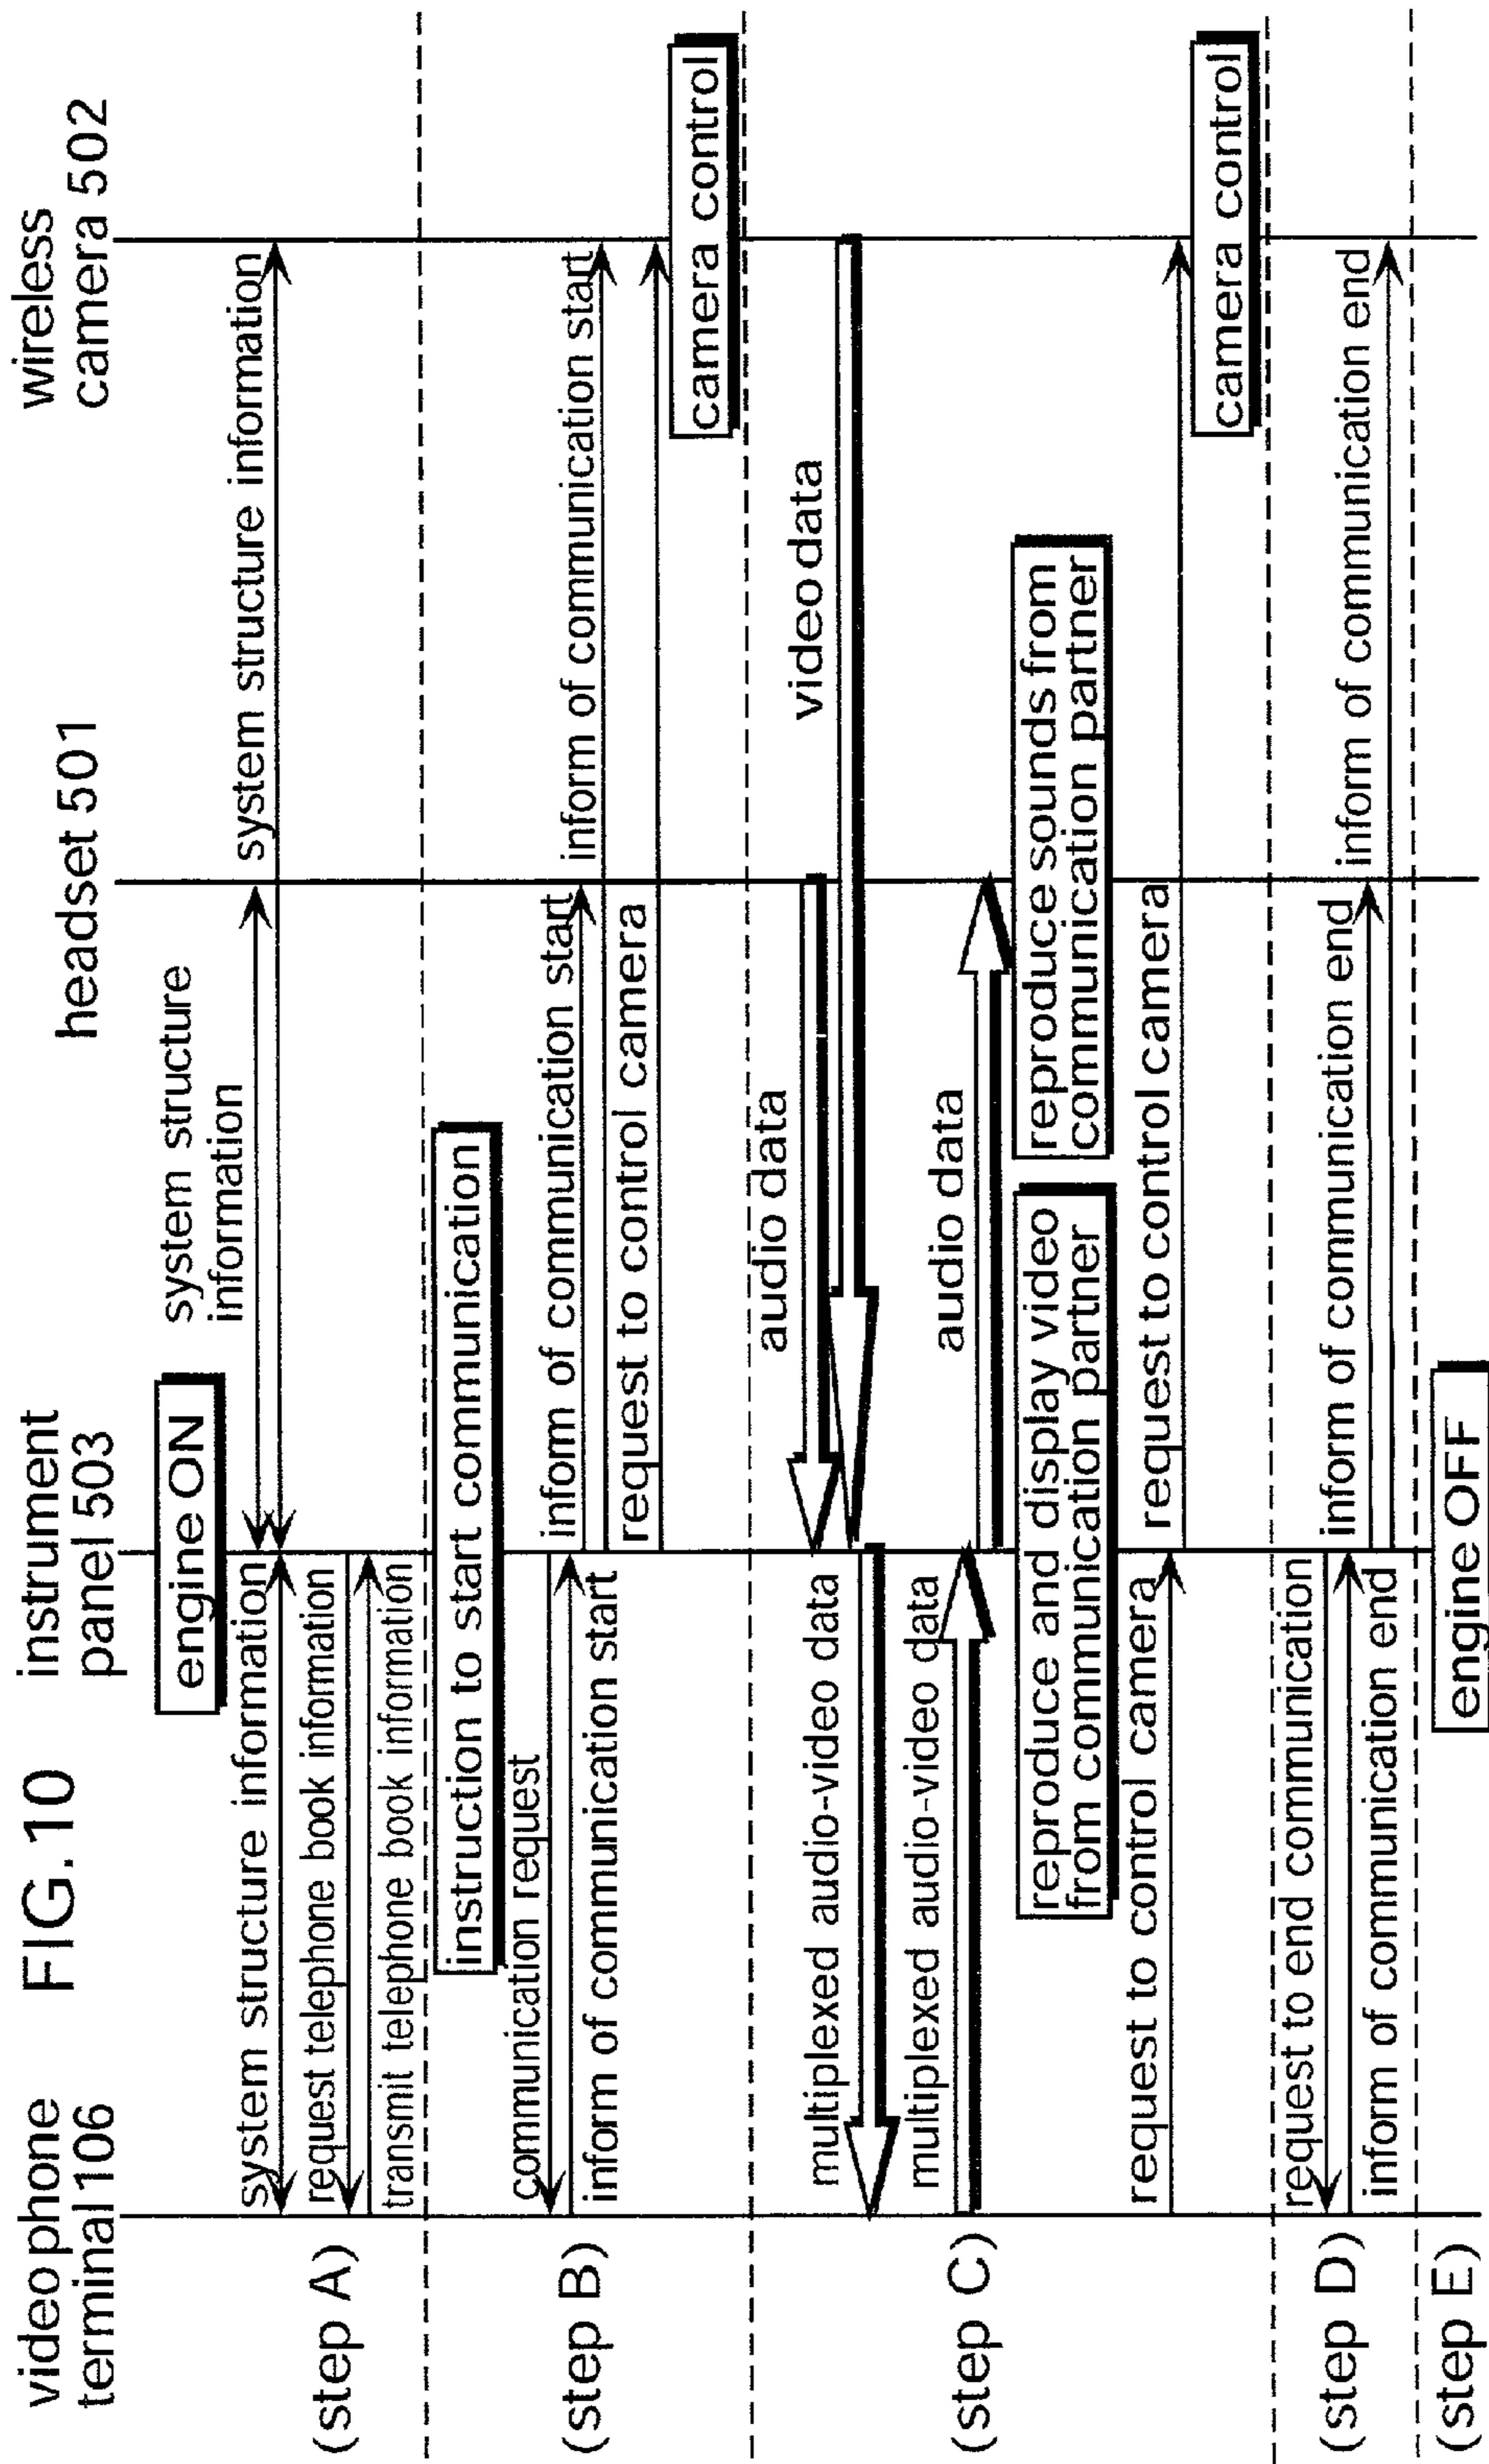 FIG. 10
video phone
terminal 106
instrument
panel 503
headset 501
wireless
camera 502
(step A)
engine ON
system structure information
system structure
information
system structure information
request telephone book information
transmit telephone book information
(step B)
instruction to start communication
communication request
inform of communication start
inform of communication start
inform of communication start
request to control camera
camera control
(step C)
audio data
video data
multiplexed audio-video data
multiplexed audio-video data
audio data
reproduce and display video
from communication partner
reproduce sounds from
communication partner
request to control camera
request to control camera
camera control
(step D)
request to end communication
inform of communication end
inform of communication end
inform of communication end
(step E)
engine OFF